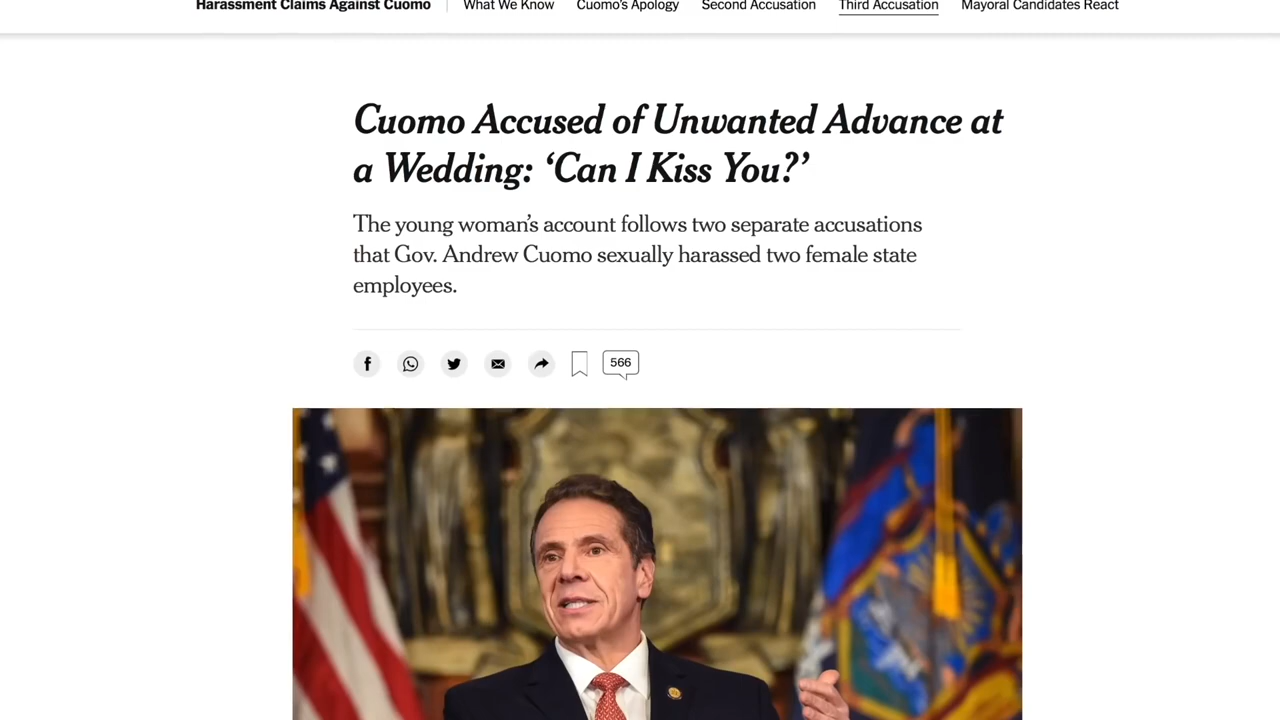 Harassment Claims Against Cuomo What We Know Cuomo's Apology Second Accusation Third Accusation Mayoral Candidates React
Cuomo Accused of Unwanted Advance at
a Wedding: ‘Can I Kiss You?’
The young woman's account follows two separate accusations
that Gov. Andrew Cuomo sexually harassed two female state
employees.
566